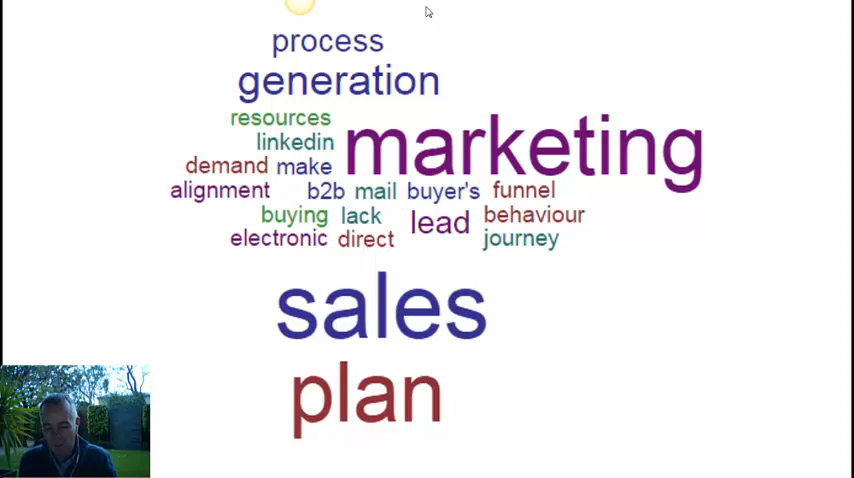 process
generation
resources
linkedin
marketing
demand make
alignment b2b mail buyer's funnel
buying lack lead behaviour
electronic direct journey
sales
plan